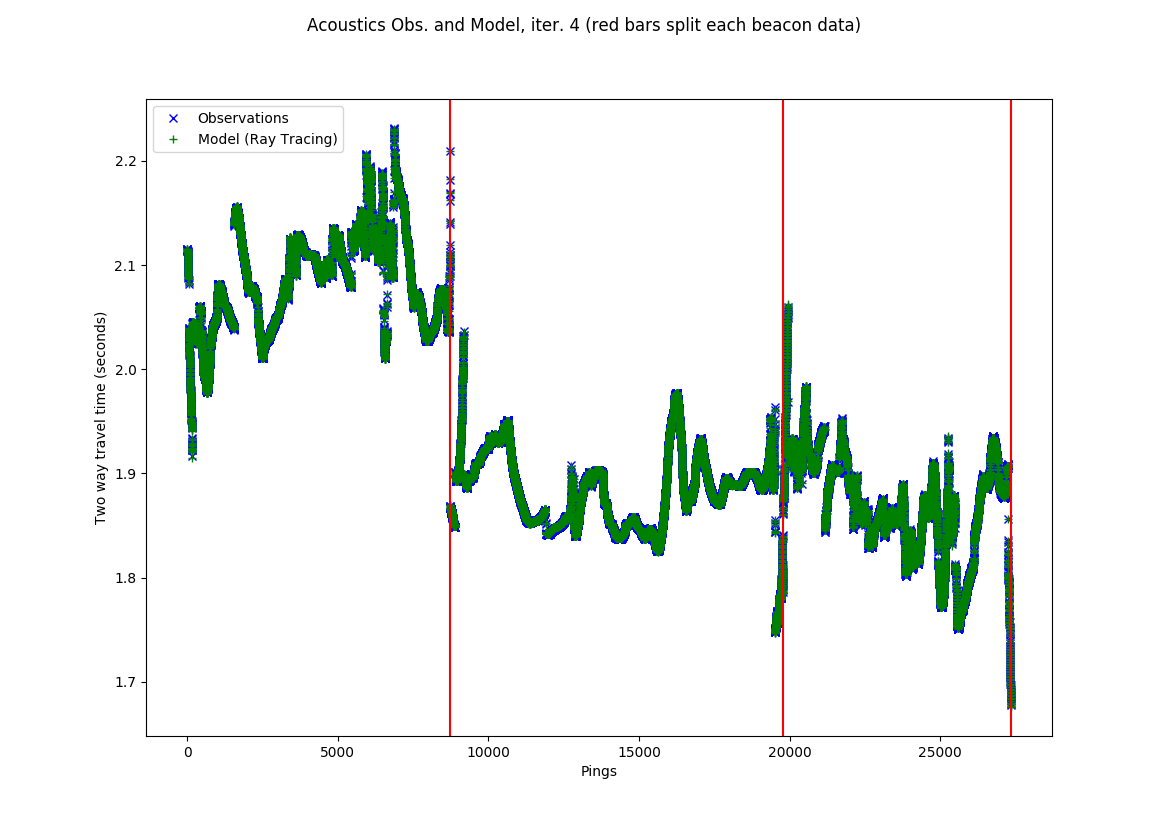 Acoustics Obs. and Model, iter. 4 (red bars split each beacon data)
Observations
Model (Ray Tracing)
Two way travel time (seconds)
2.2
2.1
2.0
1.9
1.8
1.7
0
5000
10000
15000
20000
25000
Pings